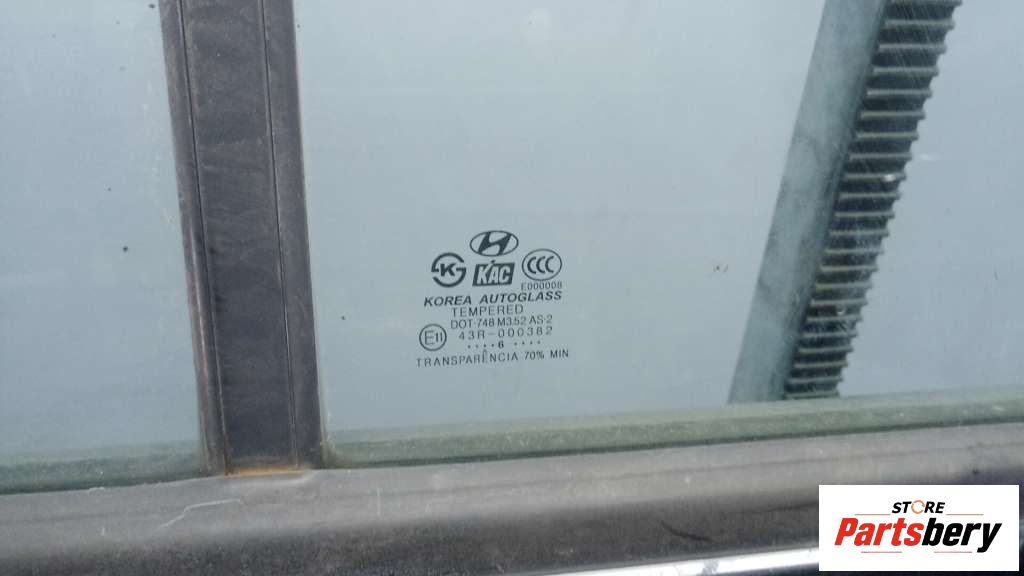 KAC
CCC
E000008
KOREA AUTOGLASS
TEMPERED
DOT-748 M352 AS-2
E11 43R-000382
•••• 6 ••••
TRANSPARÊNCIA 70% MIN
STORE
Partsbery